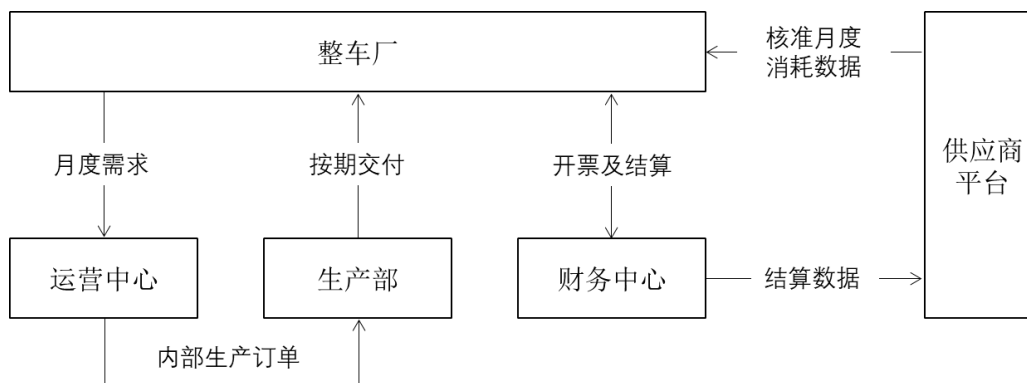 整车厂
核准月度
消耗数据
供应商
平台
月度需求
按期交付
开票及结算
运营中心
生产部
财务中心
结算数据
内部生产订单